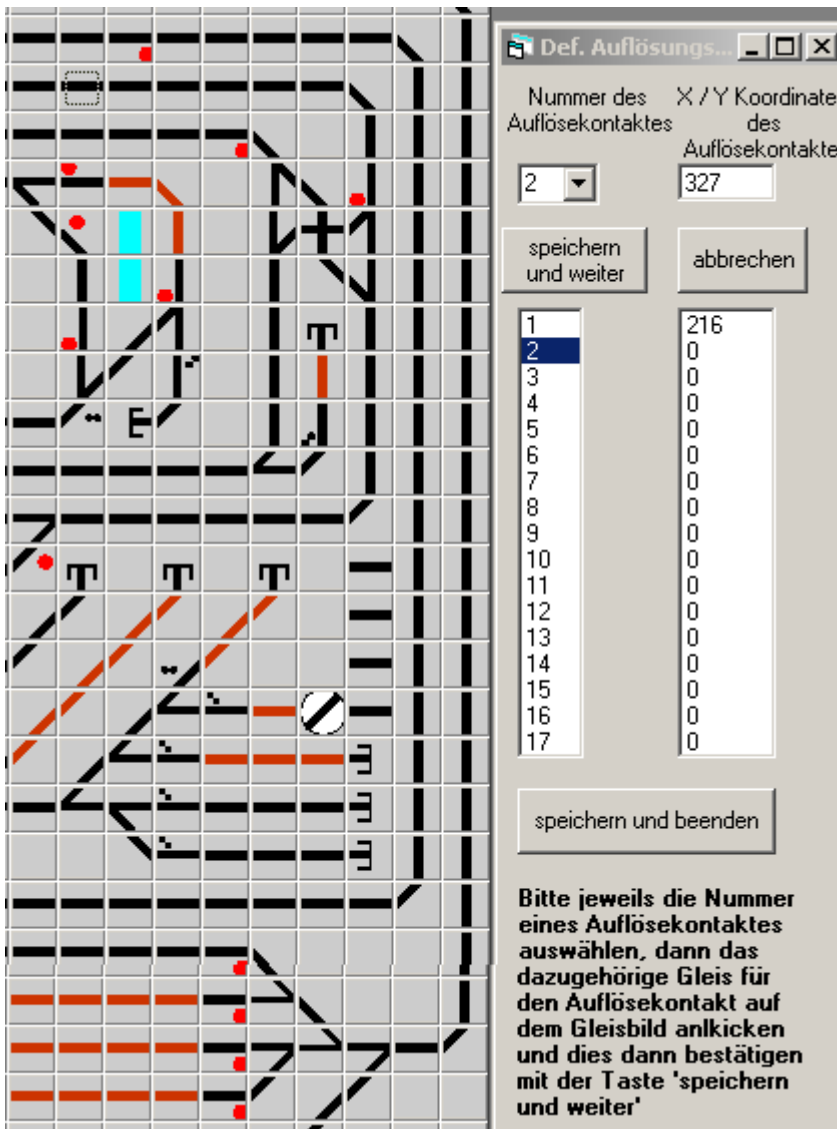 Def. Auflösungs...
Nummer des
Auflösekontaktes
X / Y Koordinate
des
Auflösekontakte
2
327
speichern
und weiter
abbrechen
1 216
2 0
3 0
4 0
5 0
6 0
7 0
8 0
9 0
10 0
11 0
12 0
13 0
14 0
15 0
16 0
17 0
speichern und beenden
Bitte jeweils die Nummer
eines Auflösekontaktes
auswählen, dann das
dazugehörige Gleis für
den Auflösekontakt auf
dem Gleisbild anlkicken
und dies dann bestätigen
mit der Taste 'speichern
und weiter'